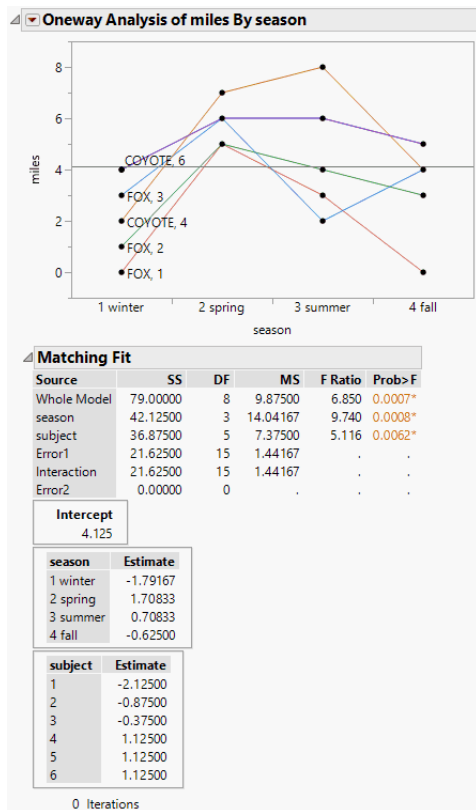 Oneway Analysis of miles By season
8
6
4
2
0
miles
COYOTE, 6
FOX, 3
COYOTE, 4
FOX, 2
FOX, 1
1 winter 2 spring 3 summer 4 fall
season
Matching Fit
Source SS DF MS F Ratio Prob>F
Whole Model 79.00000 8 9.87500 6.850 0.0007*
season 42.12500 3 14.04167 9.740 0.0008*
subject 36.87500 5 7.37500 5.116 0.0062*
Error1 21.62500 15 1.44167 . .
Interaction 21.62500 15 1.44167 . .
Error2 0.00000 0 . . .
Intercept
4.125
season Estimate
1 winter -1.79167
2 spring 1.70833
3 summer 0.70833
4 fall -0.62500
subject Estimate
1 -2.12500
2 -0.87500
3 -0.37500
4 1.12500
5 1.12500
6 1.12500
0 Iterations